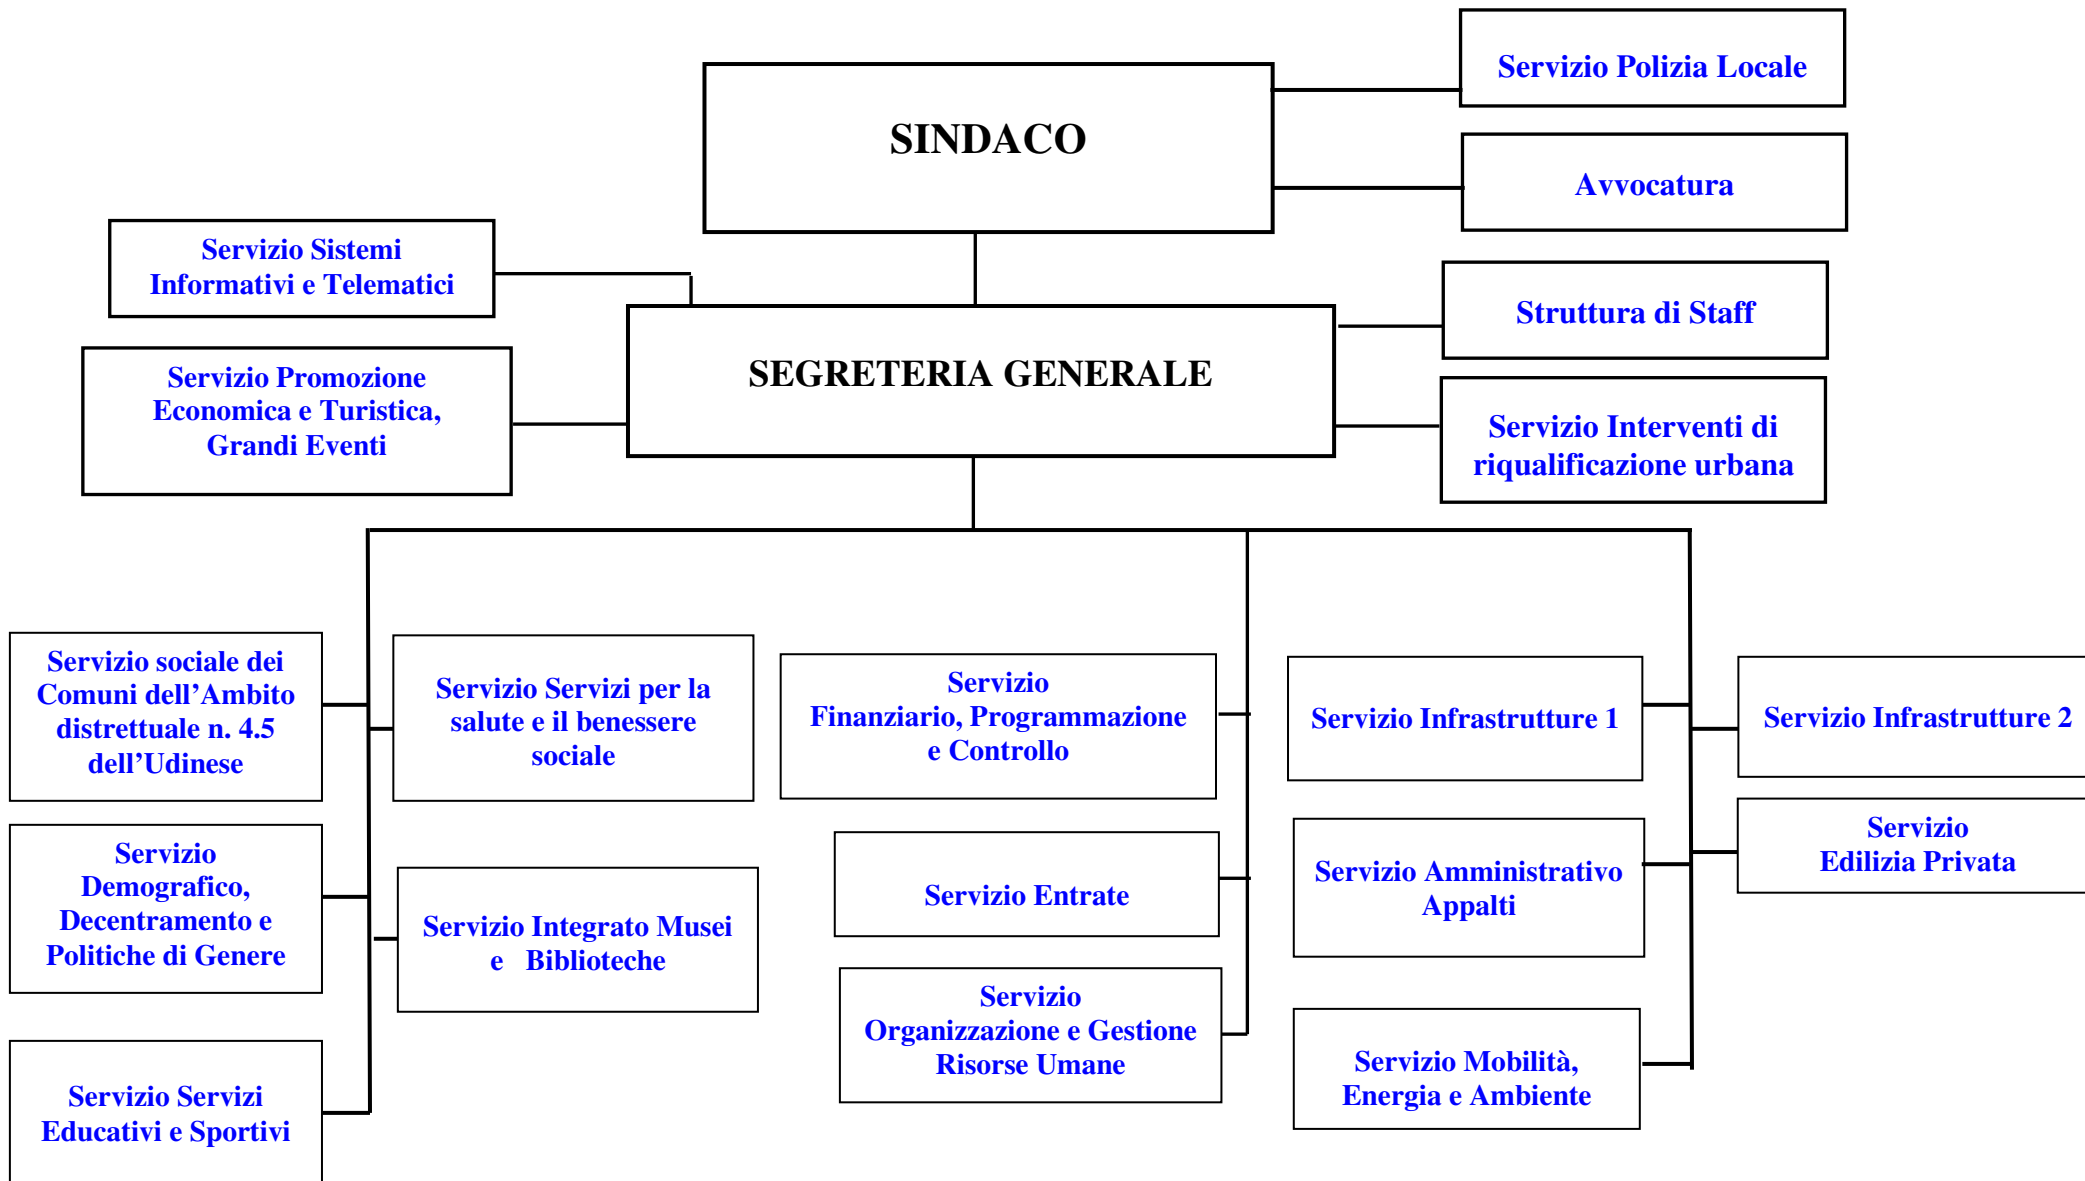 Servizio Polizia Locale
SINDACO
Avvocatura
Servizio Sistemi
Informativi e Telematici
Struttura di Staff
Servizio Promozione
Economica e Turistica,
Grandi Eventi
SEGRETERIA GENERALE
Servizio Interventi di
riqualificazione urbana
Servizio sociale dei
Comuni dell’Ambito
distrettuale n. 4.5
dell’Udinese
Servizio Servizi per la
salute e il benessere
sociale
Servizio
Finanziario, Programmazione
e Controllo
Servizio Infrastrutture 1
Servizio Infrastrutture 2
Servizio
Demografico,
Decentramento e
Politiche di Genere
Servizio Integrato Musei
e Biblioteche
Servizio Entrate
Servizio Amministrativo
Appalti
Servizio
Edilizia Privata
Servizio Servizi
Educativi e Sportivi
Servizio
Organizzazione e Gestione
Risorse Umane
Servizio Mobilità,
Energia e Ambiente